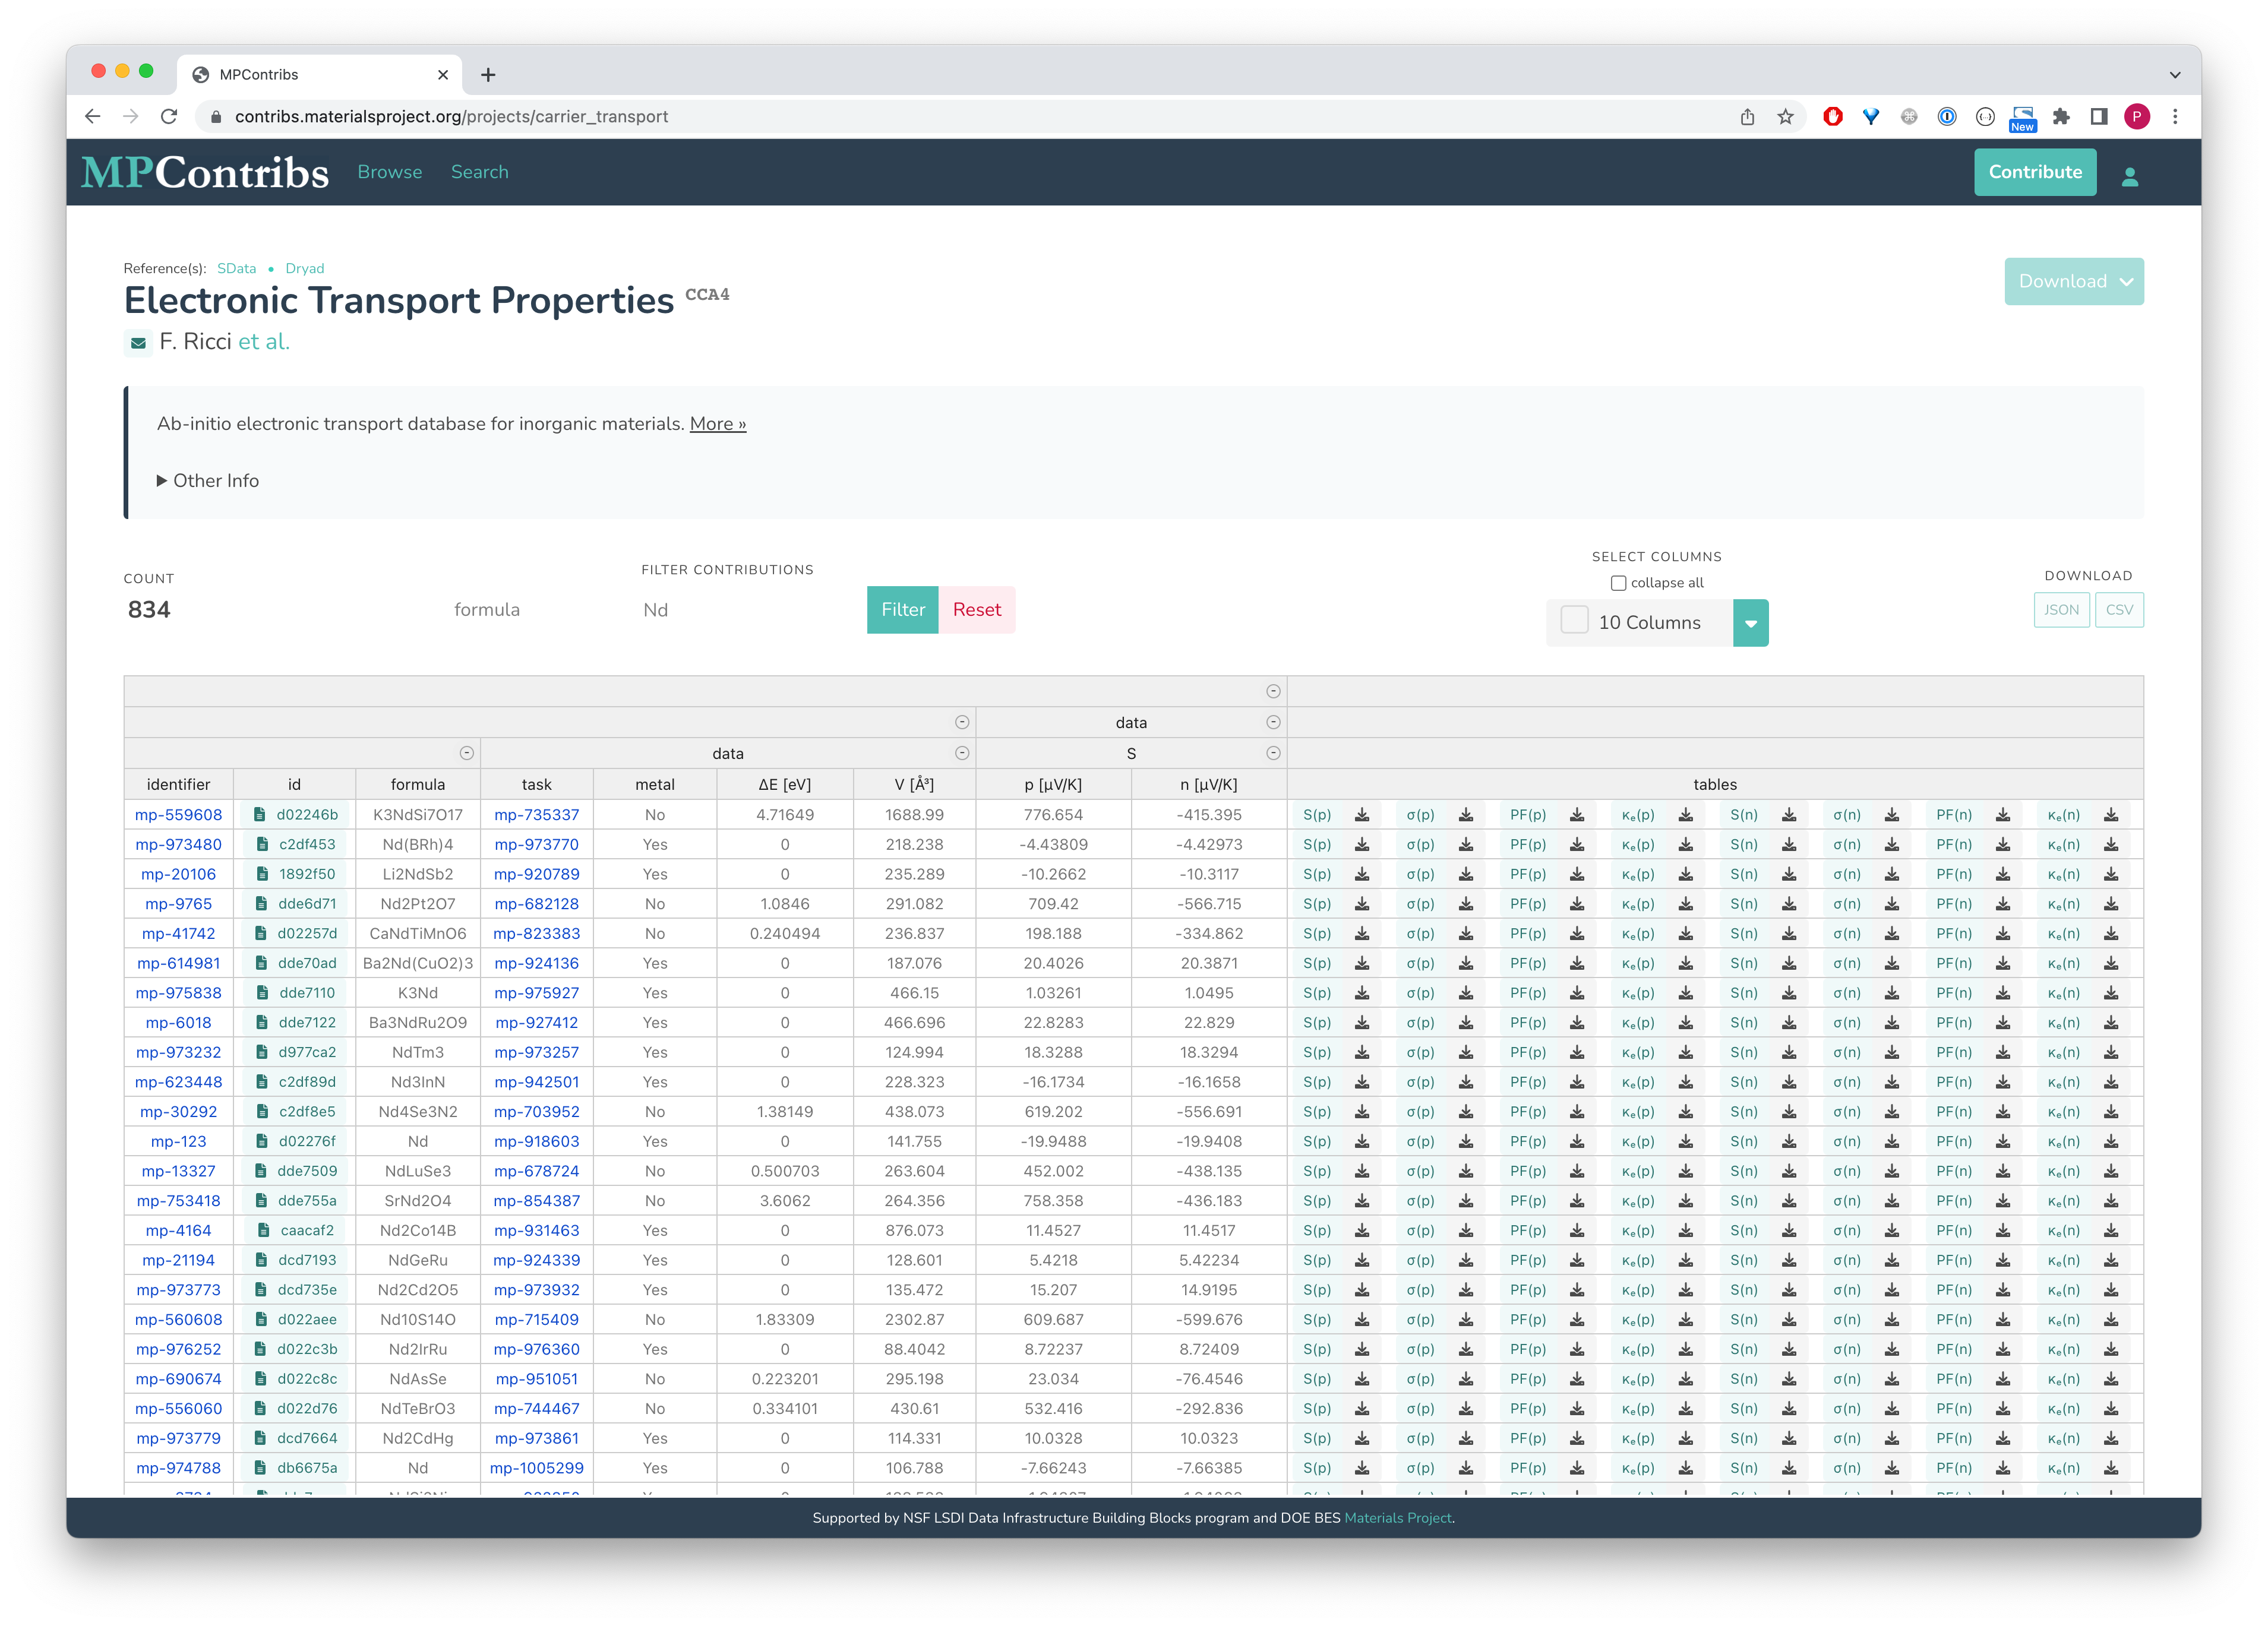 MPContribs
contribs.materialsproject.org/projects/carrier_transport
New
P
MPContribs Browse Search Contribute
Reference(s): SData • Dryad
Electronic Transport Properties CCA4
Download
F. Ricci et al.
Ab-initio electronic transport database for inorganic materials. More »
Other Info
COUNT
834
formula
FILTER CONTRIBUTIONS
Nd
Filter Reset
SELECT COLUMNS
collapse all
10 Columns
DOWNLOAD
JSON CSV
data
data S
identifier id formula task metal ΔE [eV] V [Å³] p [µV/K] n [µV/K] tables
mp-559608 d02246b K3NdSi7O17 mp-735337 No 4.71649 1688.99 776.654 -415.395 S(p) σ(p) PF(p) κₑ(p) S(n) σ(n) PF(n) κₑ(n)
mp-973480 c2df453 Nd(BRh)4 mp-973770 Yes 0 218.238 -4.43809 -4.42973 S(p) σ(p) PF(p) κₑ(p) S(n) σ(n) PF(n) κₑ(n)
mp-20106 1892f50 Li2NdSb2 mp-920789 Yes 0 235.289 -10.2662 -10.3117 S(p) σ(p) PF(p) κₑ(p) S(n) σ(n) PF(n) κₑ(n)
mp-9765 dde6d71 Nd2Pt2O7 mp-682128 No 1.0846 291.082 709.42 -566.715 S(p) σ(p) PF(p) κₑ(p) S(n) σ(n) PF(n) κₑ(n)
mp-41742 d02257d CaNdTiMnO6 mp-823383 No 0.240494 236.837 198.188 -334.862 S(p) σ(p) PF(p) κₑ(p) S(n) σ(n) PF(n) κₑ(n)
mp-614981 dde70ad Ba2Nd(CuO2)3 mp-924136 Yes 0 187.076 20.4026 20.3871 S(p) σ(p) PF(p) κₑ(p) S(n) σ(n) PF(n) κₑ(n)
mp-975838 dde7110 K3Nd mp-975927 Yes 0 466.15 1.03261 1.0495 S(p) σ(p) PF(p) κₑ(p) S(n) σ(n) PF(n) κₑ(n)
mp-6018 dde7122 Ba3NdRu2O9 mp-927412 Yes 0 466.696 22.8283 22.829 S(p) σ(p) PF(p) κₑ(p) S(n) σ(n) PF(n) κₑ(n)
mp-973232 d977ca2 NdTm3 mp-973257 Yes 0 124.994 18.3288 18.3294 S(p) σ(p) PF(p) κₑ(p) S(n) σ(n) PF(n) κₑ(n)
mp-623448 c2df89d Nd3InN mp-942501 Yes 0 228.323 -16.1734 -16.1658 S(p) σ(p) PF(p) κₑ(p) S(n) σ(n) PF(n) κₑ(n)
mp-30292 c2df8e5 Nd4Se3N2 mp-703952 No 1.38149 438.073 619.202 -556.691 S(p) σ(p) PF(p) κₑ(p) S(n) σ(n) PF(n) κₑ(n)
mp-123 d02276f Nd mp-918603 Yes 0 141.755 -19.9488 -19.9408 S(p) σ(p) PF(p) κₑ(p) S(n) σ(n) PF(n) κₑ(n)
mp-13327 dde7509 NdLuSe3 mp-678724 No 0.500703 263.604 452.002 -438.135 S(p) σ(p) PF(p) κₑ(p) S(n) σ(n) PF(n) κₑ(n)
mp-753418 dde755a SrNd2O4 mp-854387 No 3.6062 264.356 758.358 -436.183 S(p) σ(p) PF(p) κₑ(p) S(n) σ(n) PF(n) κₑ(n)
mp-4164 caacaf2 Nd2Co14B mp-931463 Yes 0 876.073 11.4527 11.4517 S(p) σ(p) PF(p) κₑ(p) S(n) σ(n) PF(n) κₑ(n)
mp-21194 dcd7193 NdGeRu mp-924339 Yes 0 128.601 5.4218 5.42234 S(p) σ(p) PF(p) κₑ(p) S(n) σ(n) PF(n) κₑ(n)
mp-973773 dcd735e Nd2Cd2O5 mp-973932 Yes 0 135.472 15.207 14.9195 S(p) σ(p) PF(p) κₑ(p) S(n) σ(n) PF(n) κₑ(n)
mp-560608 d022aee Nd10S14O mp-715409 No 1.83309 2302.87 609.687 -599.676 S(p) σ(p) PF(p) κₑ(p) S(n) σ(n) PF(n) κₑ(n)
mp-976252 d022c3b Nd2IrRu mp-976360 Yes 0 88.4042 8.72237 8.72409 S(p) σ(p) PF(p) κₑ(p) S(n) σ(n) PF(n) κₑ(n)
mp-690674 d022c8c NdAsSe mp-951051 No 0.223201 295.198 23.034 -76.4546 S(p) σ(p) PF(p) κₑ(p) S(n) σ(n) PF(n) κₑ(n)
mp-556060 d022d76 NdTeBrO3 mp-744467 No 0.334101 430.61 532.416 -292.836 S(p) σ(p) PF(p) κₑ(p) S(n) σ(n) PF(n) κₑ(n)
mp-973779 dcd7664 Nd2CdHg mp-973861 Yes 0 114.331 10.0328 10.0323 S(p) σ(p) PF(p) κₑ(p) S(n) σ(n) PF(n) κₑ(n)
mp-974788 db6675a Nd mp-1005299 Yes 0 106.788 -7.66243 -7.66385 S(p) σ(p) PF(p) κₑ(p) S(n) σ(n) PF(n) κₑ(n)
Supported by NSF LSDI Data Infrastructure Building Blocks program and DOE BES Materials Project.